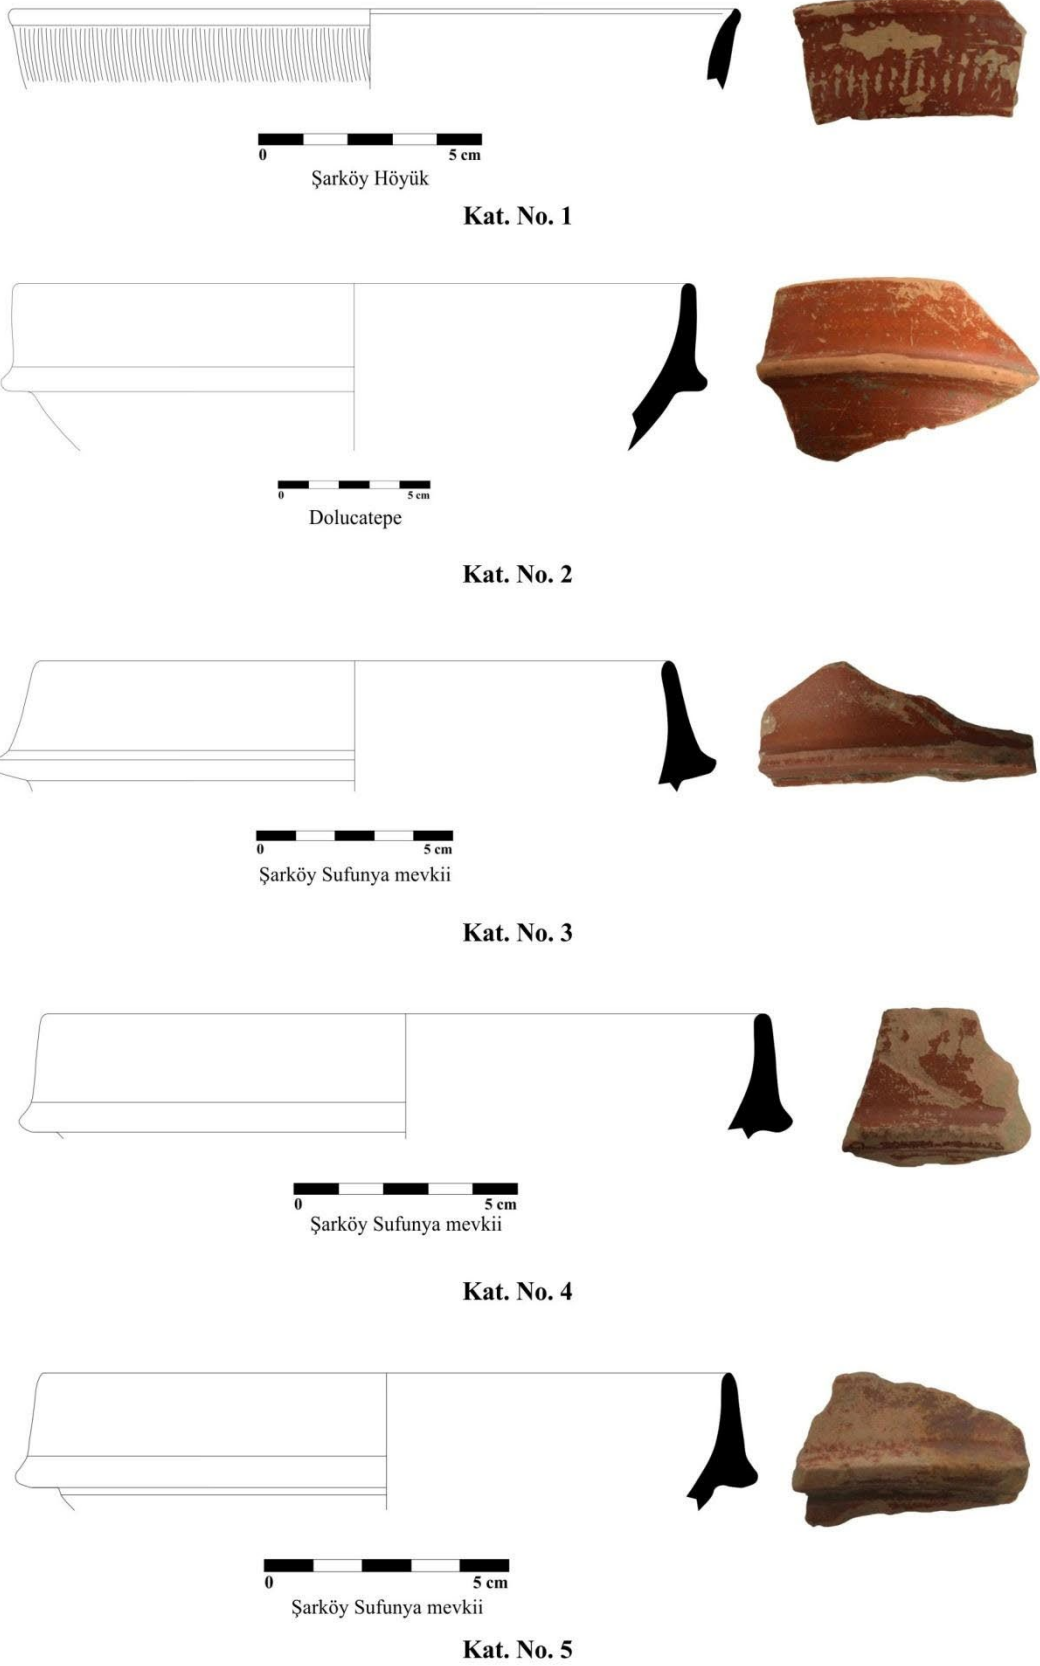 0 5 cm
Şarköy Höyük
Kat. No. 1
0 5 cm
Dolucatepe
Kat. No. 2
0 5 cm
Şarköy Sufunya mevkii
Kat. No. 3
0 5 cm
Şarköy Sufunya mevkii
Kat. No. 4
0 5 cm
Şarköy Sufunya mevkii
Kat. No. 5